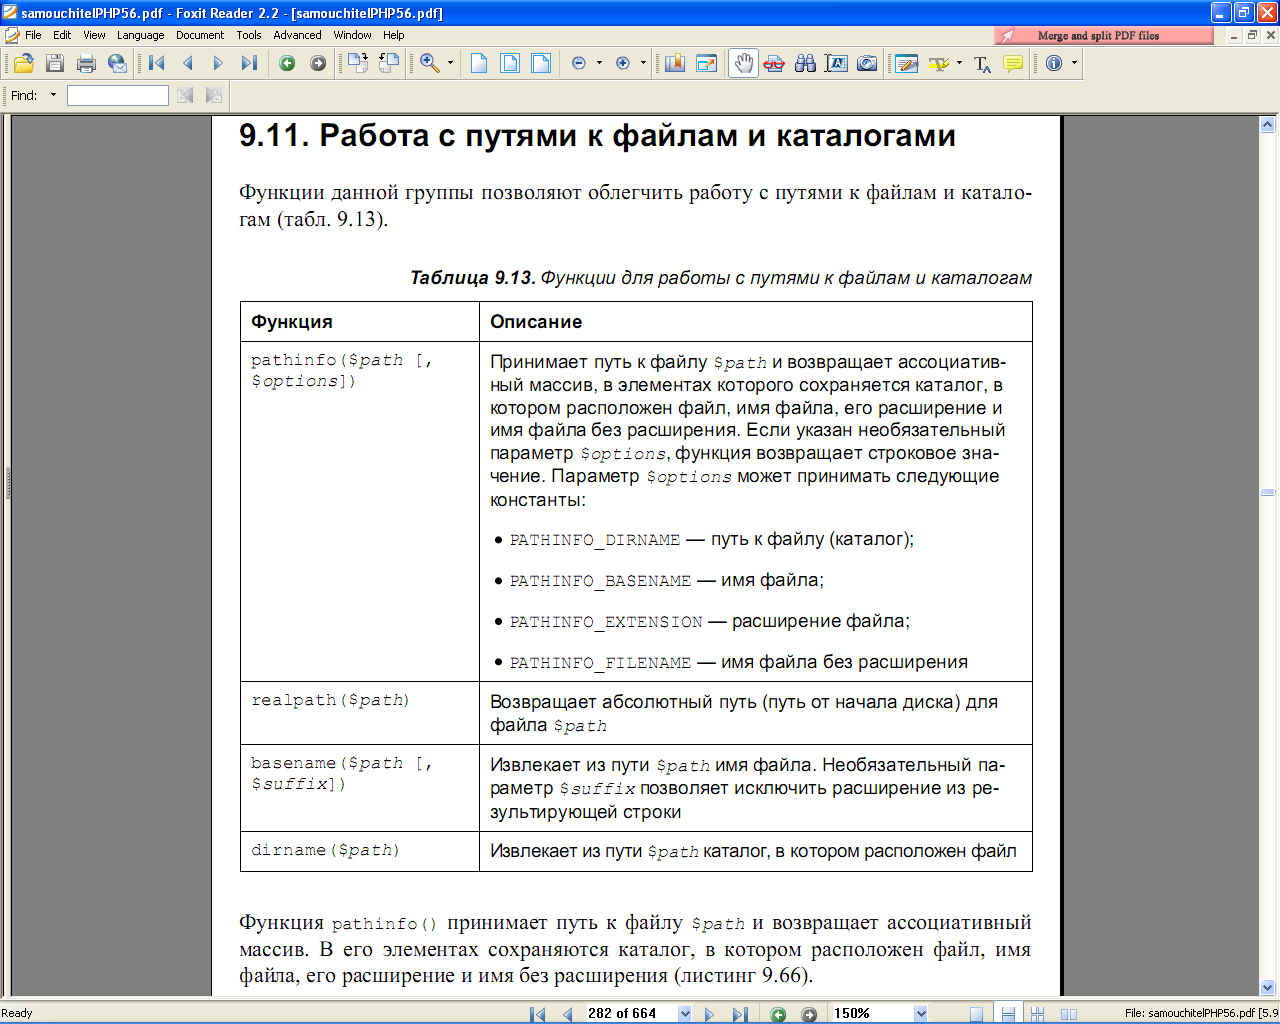 samouchitelPHP56.pdf - Foxit Reader 2.2 - [samouchitelPHP56.pdf]
File Edit View Language Document Tools Advanced Window Help
Merge and split PDF files
Find:
9.11. Работа с путями к файлам и каталогами
Функции данной группы позволяют облегчить работу с путями к файлам и катало-
гам (табл. 9.13).
Таблица 9.13. Функции для работы с путями к файлам и каталогам
Функция Описание
pathinfo($path [,
$options])
Принимает путь к файлу $path и возвращает ассоциатив-
ный массив, в элементах которого сохраняется каталог, в
котором расположен файл, имя файла, его расширение и
имя файла без расширения. Если указан необязательный
параметр $options, функция возвращает строковое зна-
чение. Параметр $options может принимать следующие
константы:
• PATHINFO_DIRNAME — путь к файлу (каталог);
• PATHINFO_BASENAME — имя файла;
• PATHINFO_EXTENSION — расширение файла;
• PATHINFO_FILENAME — имя файла без расширения
realpath($path)
Возвращает абсолютный путь (путь от начала диска) для
файла $path
basename($path [,
$suffix])
Извлекает из пути $path имя файла. Необязательный па-
раметр $suffix позволяет исключить расширение из ре-
зультирующей строки
dirname($path)
Извлекает из пути $path каталог, в котором расположен файл
Функция pathinfo() принимает путь к файлу $path и возвращает ассоциативный
массив. В его элементах сохраняются каталог, в котором расположен файл, имя
файла, его расширение и имя без расширения (листинг 9.66).
Ready
282 of 664
150%
File: samouchitelPHP56.pdf [5.9